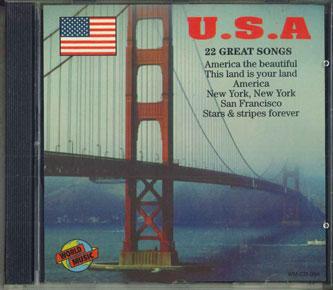 U.S.A
22 GREAT SONGS
America the beautiful
This land is your land
America
New York, New York
San Francisco
Stars & stripes forever
WORLD
MUSIC